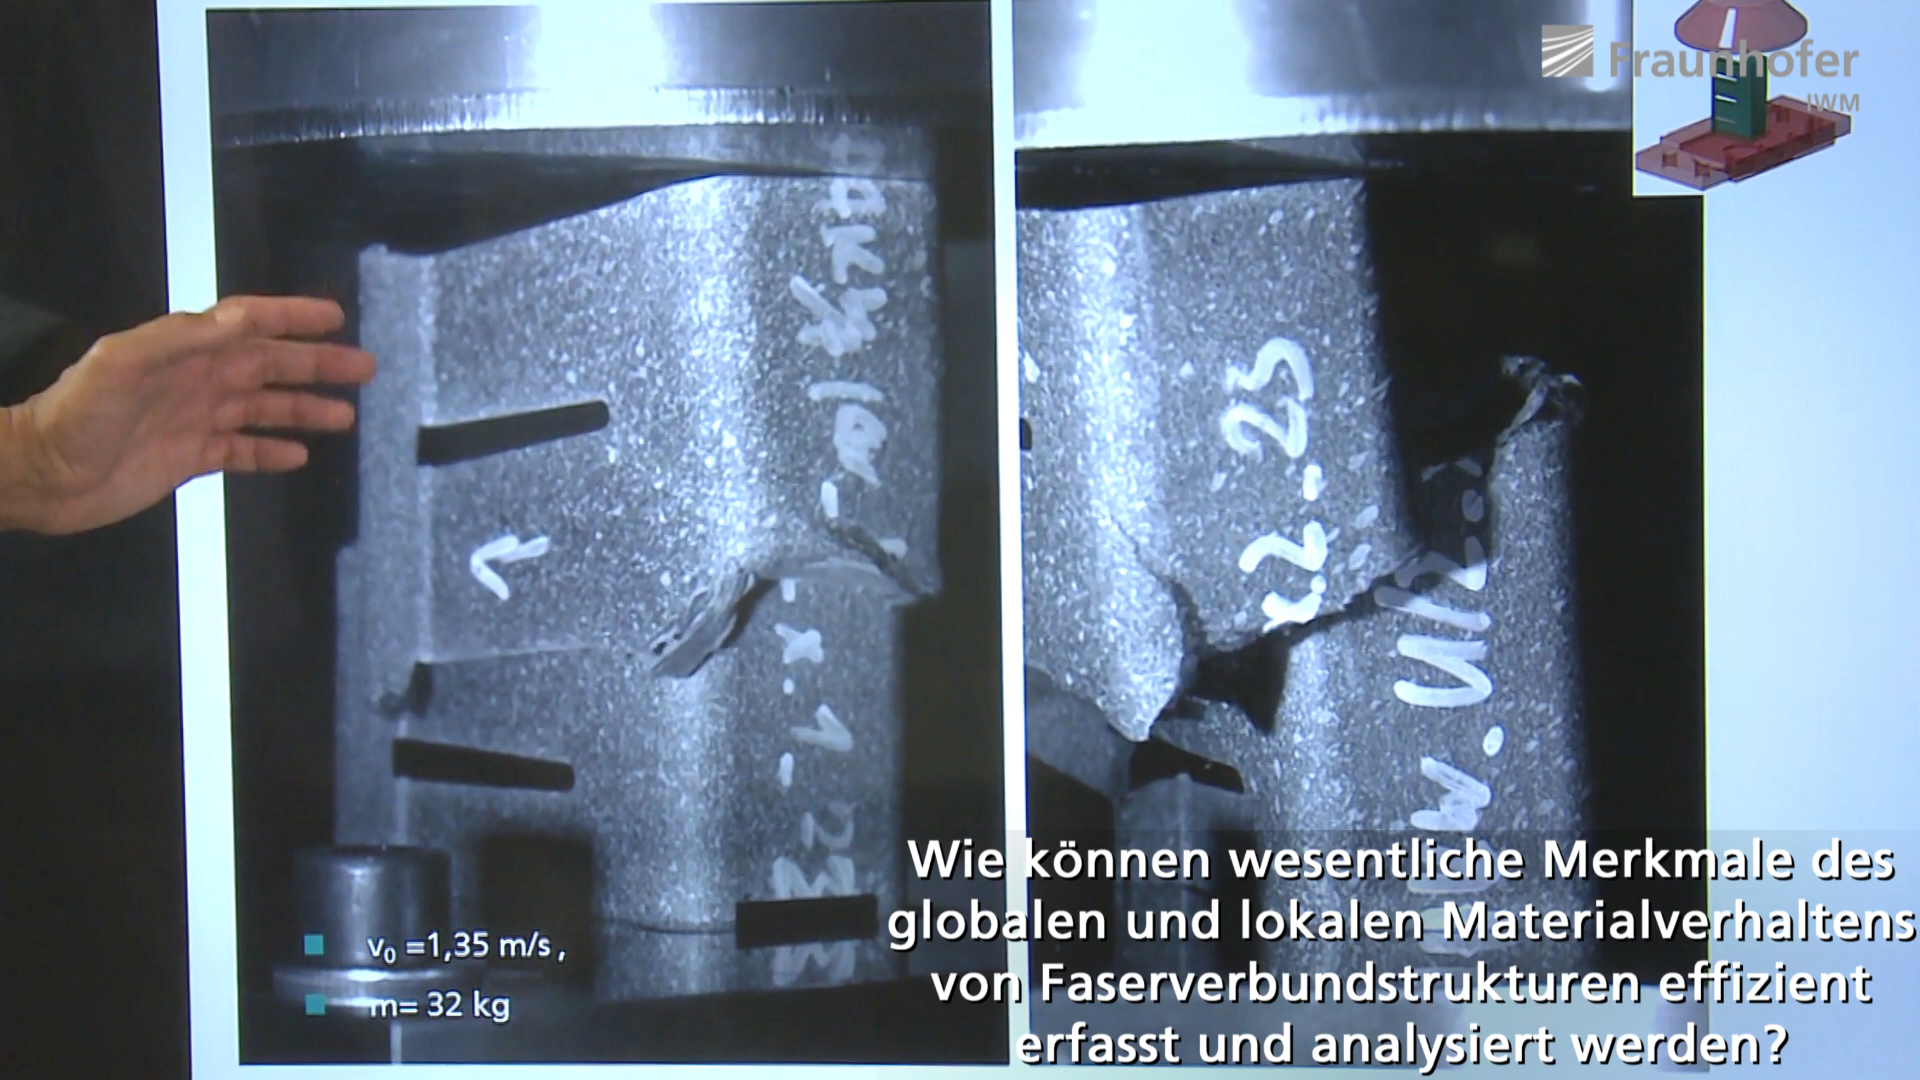 Fraunhofer
IWM
v₀ =1,35 m/s ,
m= 32 kg
Wie können wesentliche Merkmale des
globalen und lokalen Materialverhaltens
von Faserverbundstrukturen effizient
erfasst und analysiert werden?